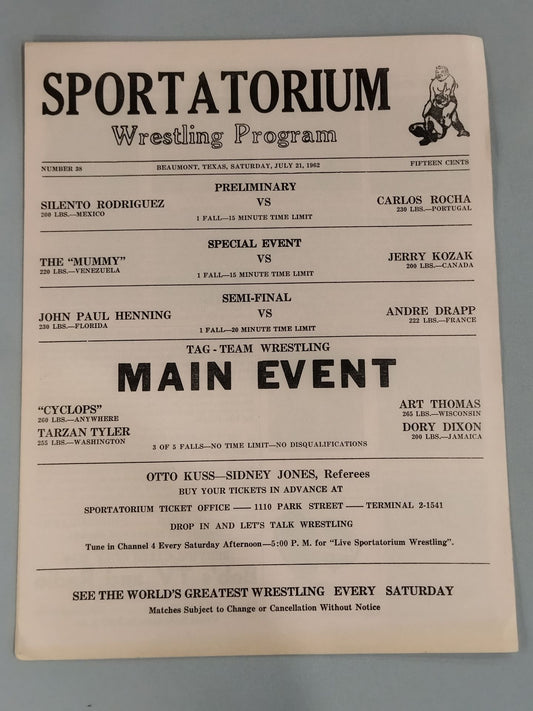 SPORTATORIUM
Wrestling Program
NUMBER 38 BEAUMONT, TEXAS, SATURDAY, JULY 21, 1962 FIFTEEN CENTS
PRELIMINARY
SILENTO RODRIGUEZ VS CARLOS ROCHA
200 LBS.—MEXICO 1 FALL—15 MINUTE TIME LIMIT 230 LBS.—PORTUGAL
SPECIAL EVENT
THE "MUMMY" VS JERRY KOZAK
220 LBS.—VENEZUELA 1 FALL—15 MINUTE TIME LIMIT 200 LBS.—CANADA
SEMI-FINAL
JOHN PAUL HENNING VS ANDRE DRAPP
230 LBS.—FLORIDA 1 FALL—20 MINUTE TIME LIMIT 222 LBS.—FRANCE
TAG-TEAM WRESTLING
MAIN EVENT
"CYCLOPS" ART THOMAS
260 LBS.—ANYWHERE 265 LBS.—WISCONSIN
TARZAN TYLER DORY DIXON
255 LBS.—WASHINGTON 3 OF 5 FALLS—NO TIME LIMIT—NO DISQUALIFICATIONS 200 LBS.—JAMAICA
OTTO KUSS—SIDNEY JONES, Referees
BUY YOUR TICKETS IN ADVANCE AT
SPORTATORIUM TICKET OFFICE — 1110 PARK STREET — TERMINAL 2-1541
DROP IN AND LET'S TALK WRESTLING
Tune in Channel 4 Every Saturday Afternoon—5:00 P. M. for "Live Sportatorium Wrestling".
SEE THE WORLD'S GREATEST WRESTLING EVERY SATURDAY
Matches Subject to Change or Cancellation Without Notice